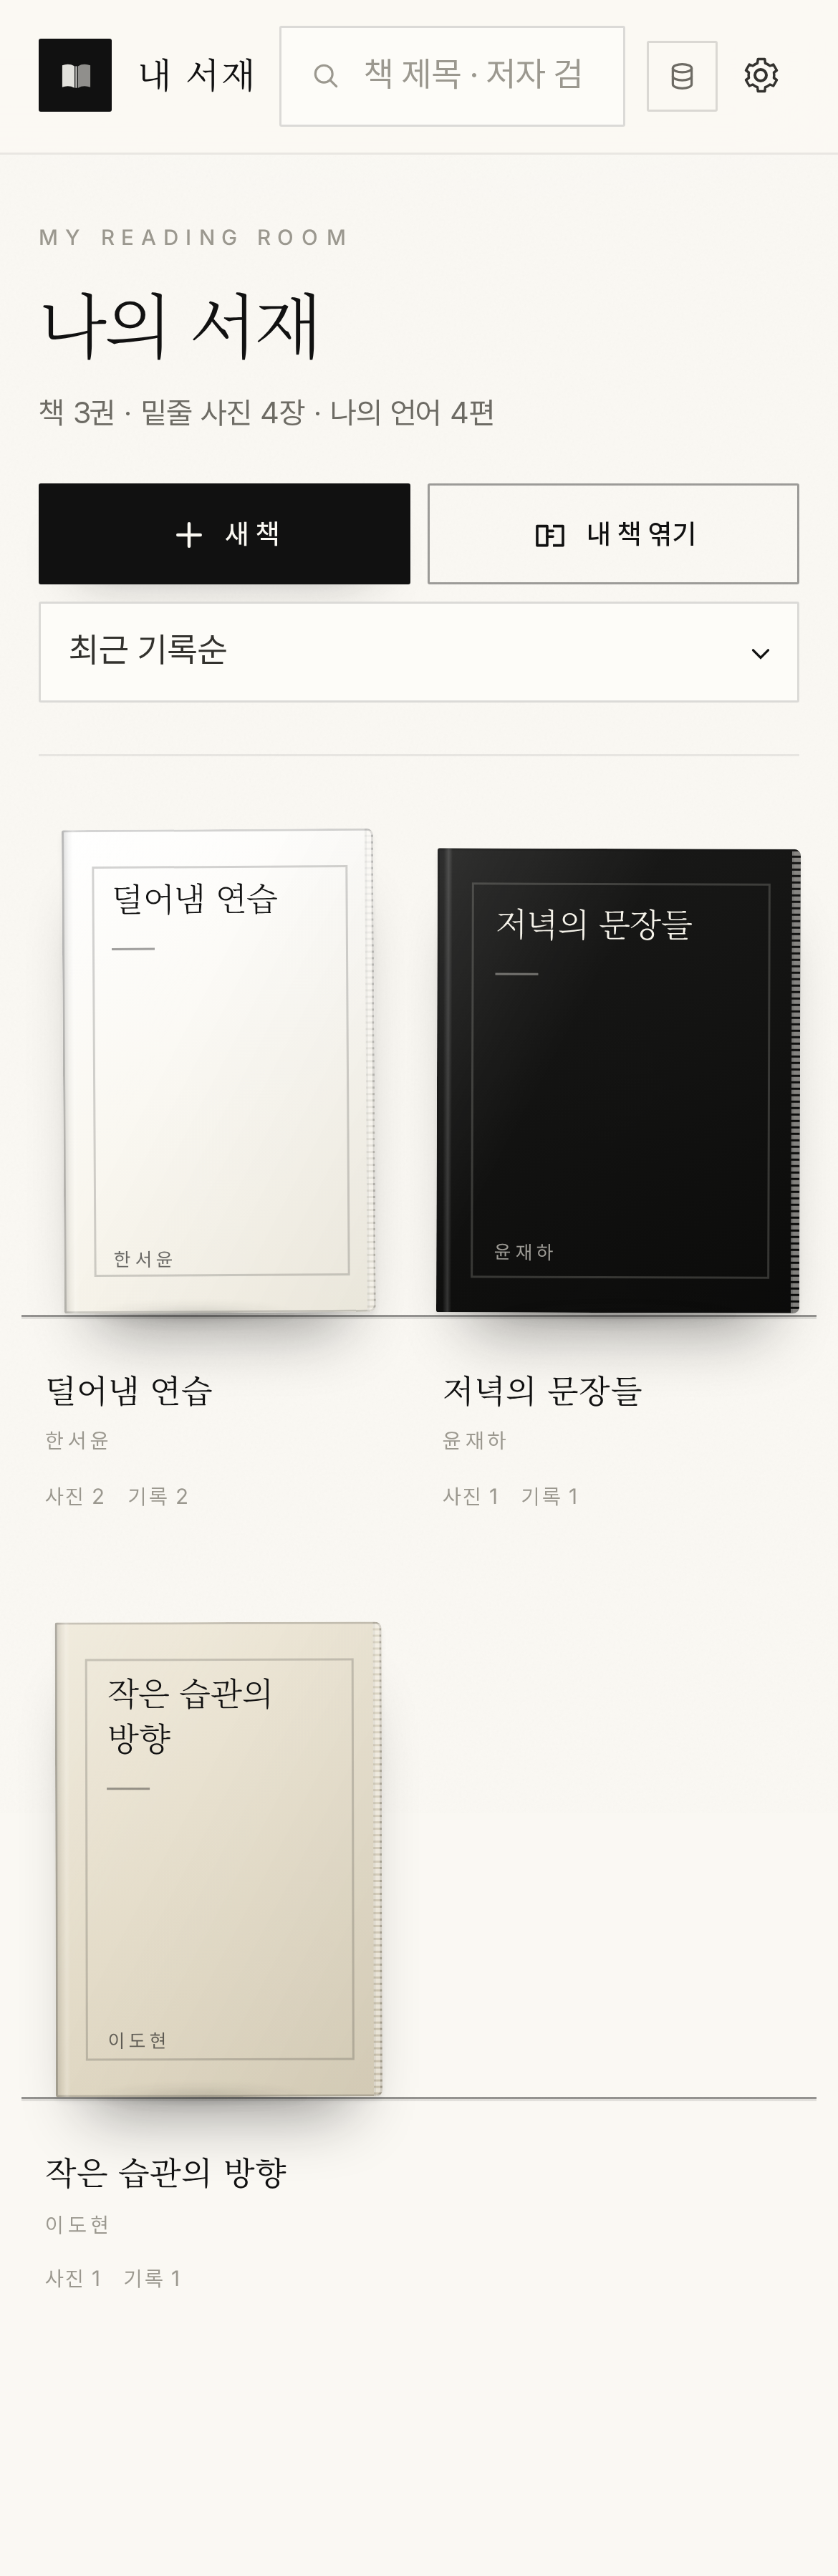 내 서재
책 제목 · 저자 검
MY READING ROOM
나의 서재
책 3권 · 밑줄 사진 4장 · 나의 언어 4편
새 책
내 책 엮기
최근 기록순
덜어냄 연습
한서윤
저녁의 문장들
윤재하
덜어냄 연습
한서윤
사진 2 기록 2
저녁의 문장들
윤재하
사진 1 기록 1
작은 습관의
방향
이도현
작은 습관의 방향
이도현
사진 1 기록 1